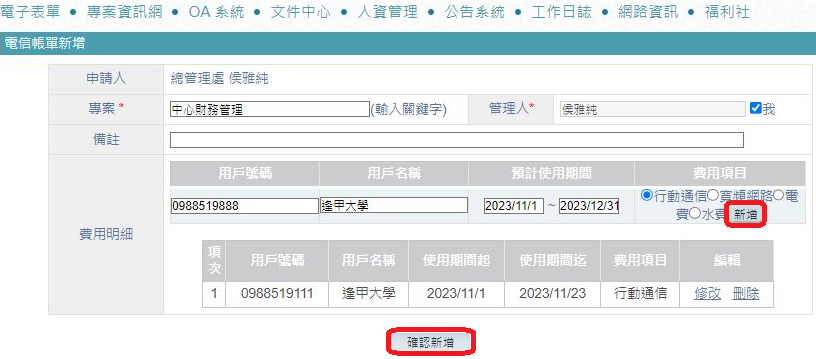 電子表單 ● 專案資訊網 ● OA 系統 ● 文件中心 ● 人資管理 ● 公告系統 ● 工作日誌 ● 網路資訊 ● 福利社
電信帳單新增
申請人 總管理處 侯雅純
專案 * 中心財務管理 (輸入關鍵字) 管理人* 侯雅純 我
備註
費用明細
用戶號碼 用戶名稱 預計使用期間 費用項目
0988519888 逢甲大學 2023/11/1 ~ 2023/12/31 行動通信 寬頻網路 電
費 水費 新增
項次 用戶號碼 用戶名稱 使用期間起 使用期間迄 費用項目 編輯
1 0988519111 逢甲大學 2023/11/1 2023/11/23 行動通信 修改 刪除
確認新增